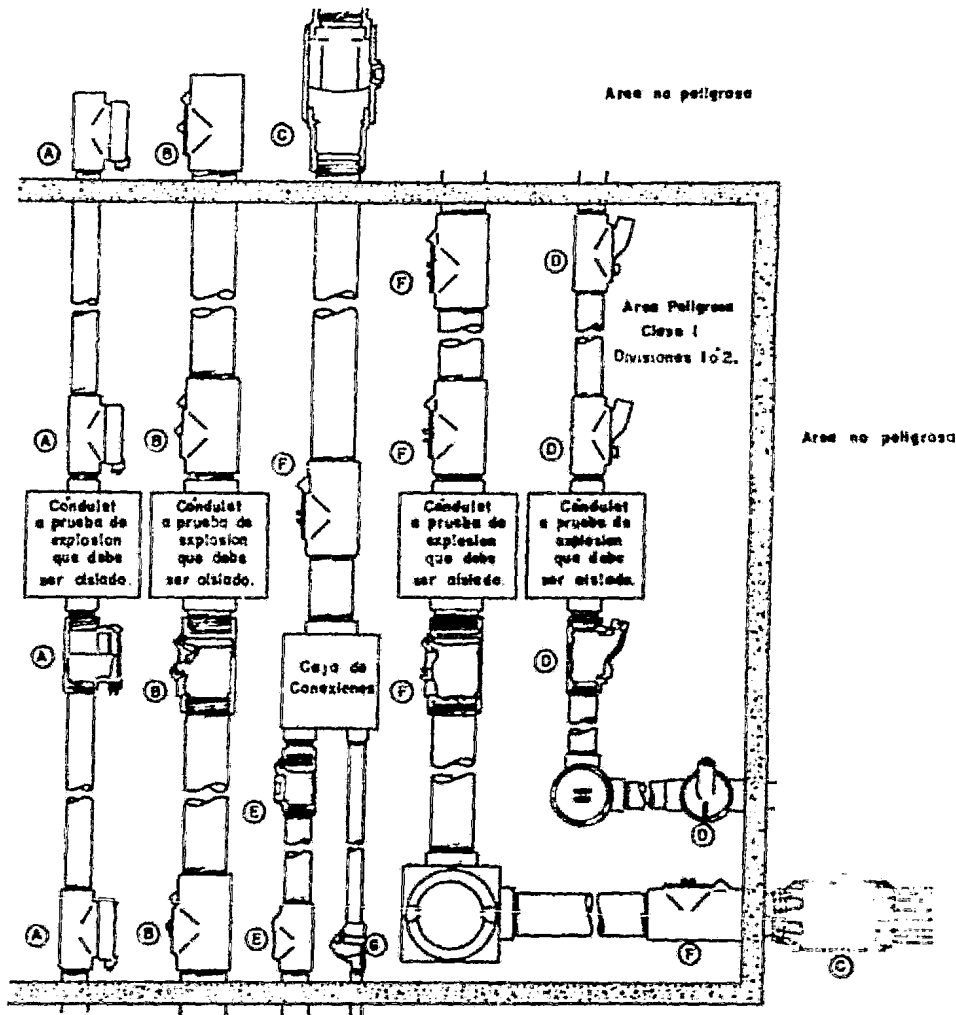 Area no peligrosa
C
A
B
D
F
Area Peligrosa
Clase I
Divisiones 1o2.
A
B
F
F
D
Area no peligrosa
Condulet
a prueba de
explosion
que debe
ser aislado.
Condulet
a prueba de
explosion
que debe
ser aislado.
Condulet
a prueba de
explosion
que debe
ser aislado.
Condulet
a prueba de
explosion
que debe
ser aislado.
A
B
Caja de
Conexiones
F
D
E
D
A
B
E
G
F
C